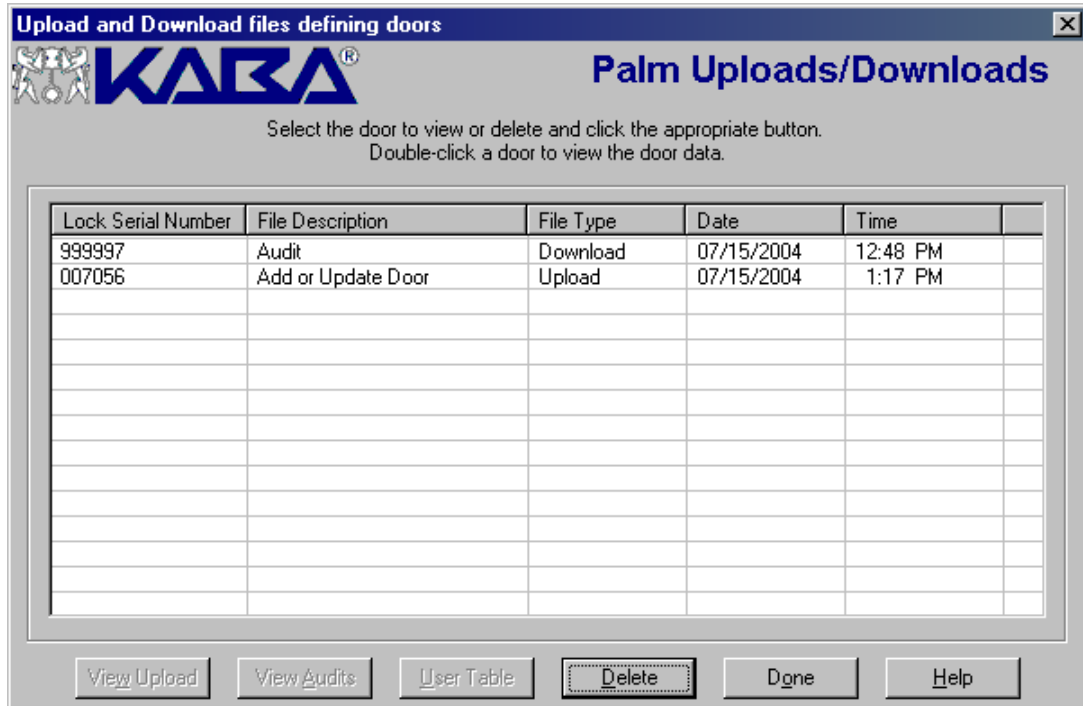 Upload and Download files defining doors
KABA®
Palm Uploads/Downloads
Select the door to view or delete and click the appropriate button.
Double-click a door to view the door data.
Lock Serial Number File Description File Type Date Time
999997 Audit Download 07/15/2004 12:48 PM
007056 Add or Update Door Upload 07/15/2004 1:17 PM
View Upload View Audits User Table Delete Done Help